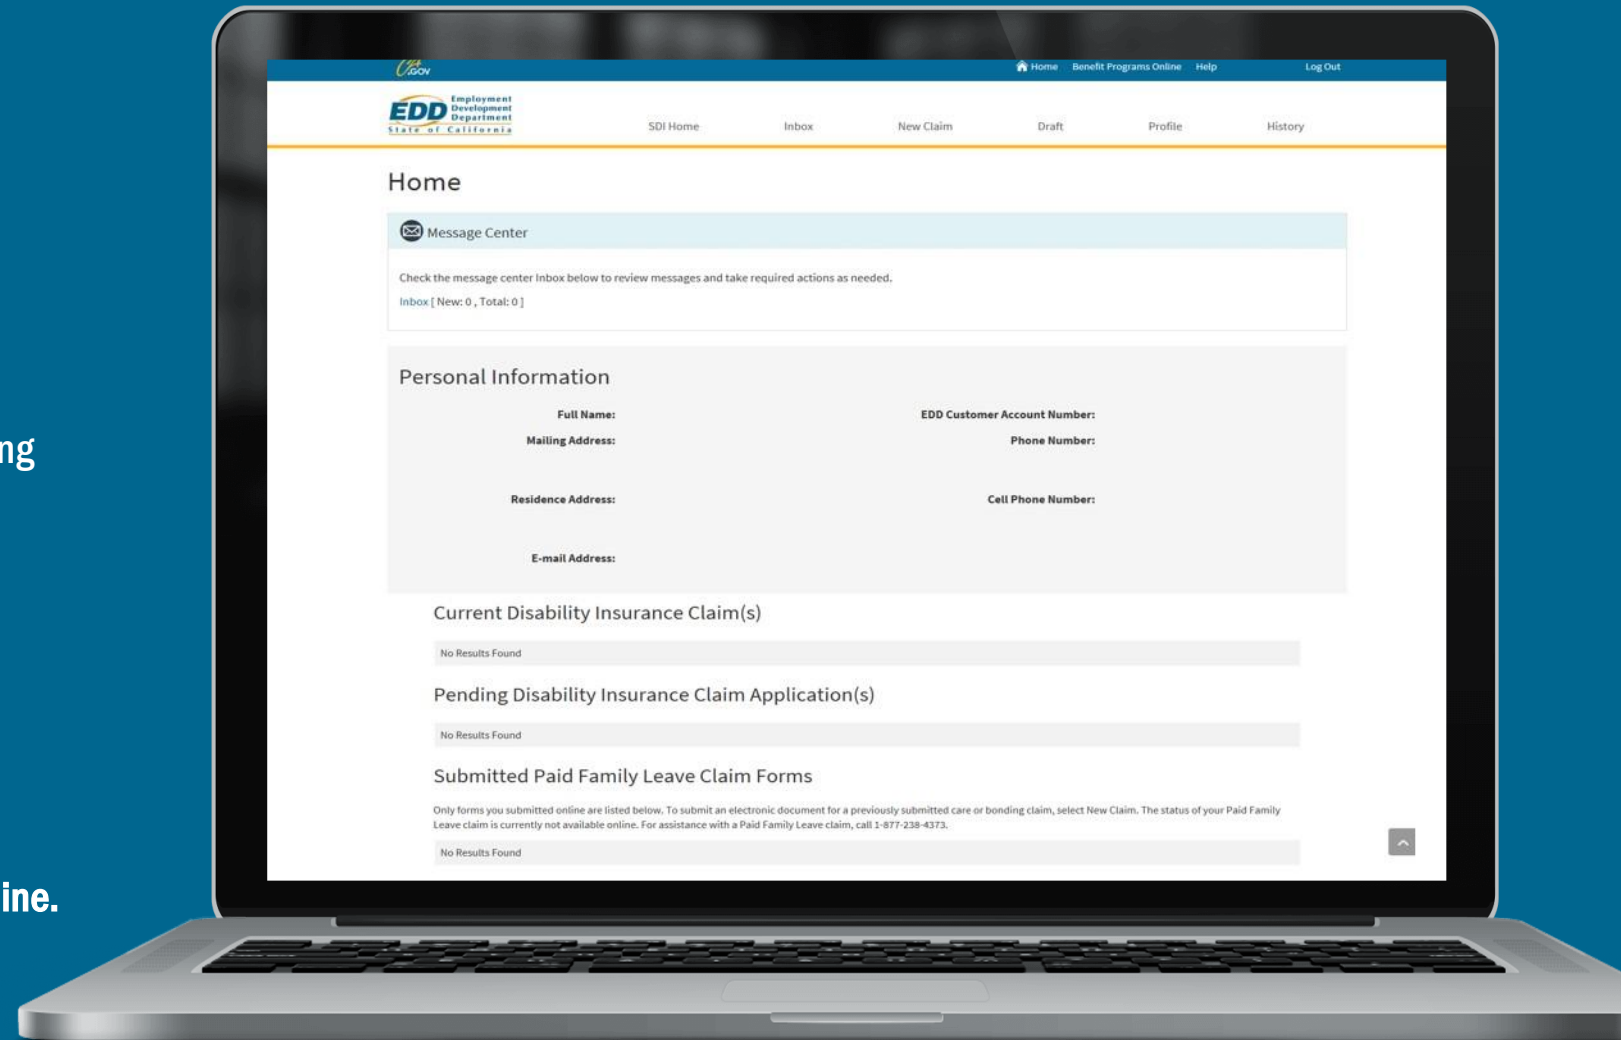 CA.GOV
Home Benefit Programs Online Help Log Out
EDD Employment
Development
Department
State of California
SDI Home Inbox New Claim Draft Profile History
Home
Message Center
Check the message center Inbox below to review messages and take required actions as needed.
Inbox [ New: 0 , Total: 0 ]
Personal Information
Full Name: EDD Customer Account Number:
Mailing Address: Phone Number:
ng
Residence Address: Cell Phone Number:
E-mail Address:
Current Disability Insurance Claim(s)
No Results Found
Pending Disability Insurance Claim Application(s)
No Results Found
Submitted Paid Family Leave Claim Forms
Only forms you submitted online are listed below. To submit an electronic document for a previously submitted care or bonding claim, select New Claim. The status of your Paid Family
Leave claim is currently not available online. For assistance with a Paid Family Leave claim, call 1-877-238-4373.
No Results Found
ine.